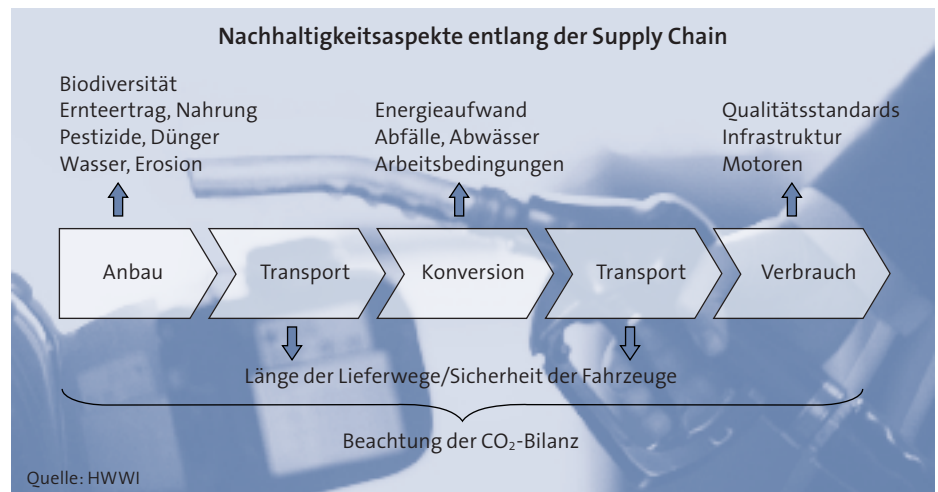 Nachhaltigkeitsaspekte entlang der Supply Chain
Biodiversität
Ernteertrag, Nahrung
Pestizide, Dünger
Wasser, Erosion
Energieaufwand
Abfälle, Abwässer
Arbeitsbedingungen
Qualitätsstandards
Infrastruktur
Motoren
Anbau
Transport
Konversion
Transport
Verbrauch
Länge der Lieferwege/Sicherheit der Fahrzeuge
Beachtung der CO₂-Bilanz
Quelle: HWWI